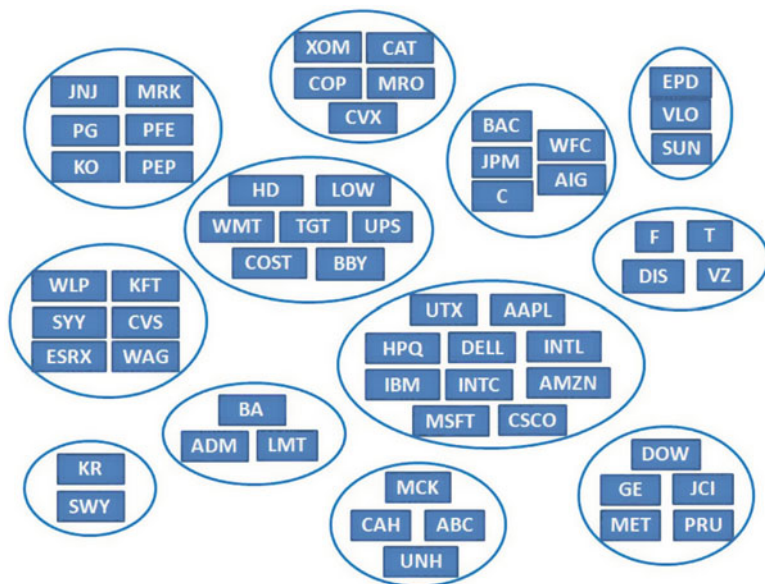 JNJ MRK
PG PFE
KO PEP
XOM CAT
COP MRO
CVX
BAC
WFC
JPM
AIG
C
EPD
VLO
SUN
HD LOW
WMT TGT UPS
COST BBY
F T
DIS VZ
WLP KFT
SYY CVS
ESRX WAG
UTX AAPL
HPQ DELL INTL
IBM INTC AMZN
MSFT CSCO
BA
ADM LMT
KR
SWY
MCK
CAH ABC
UNH
DOW
GE JCI
MET PRU